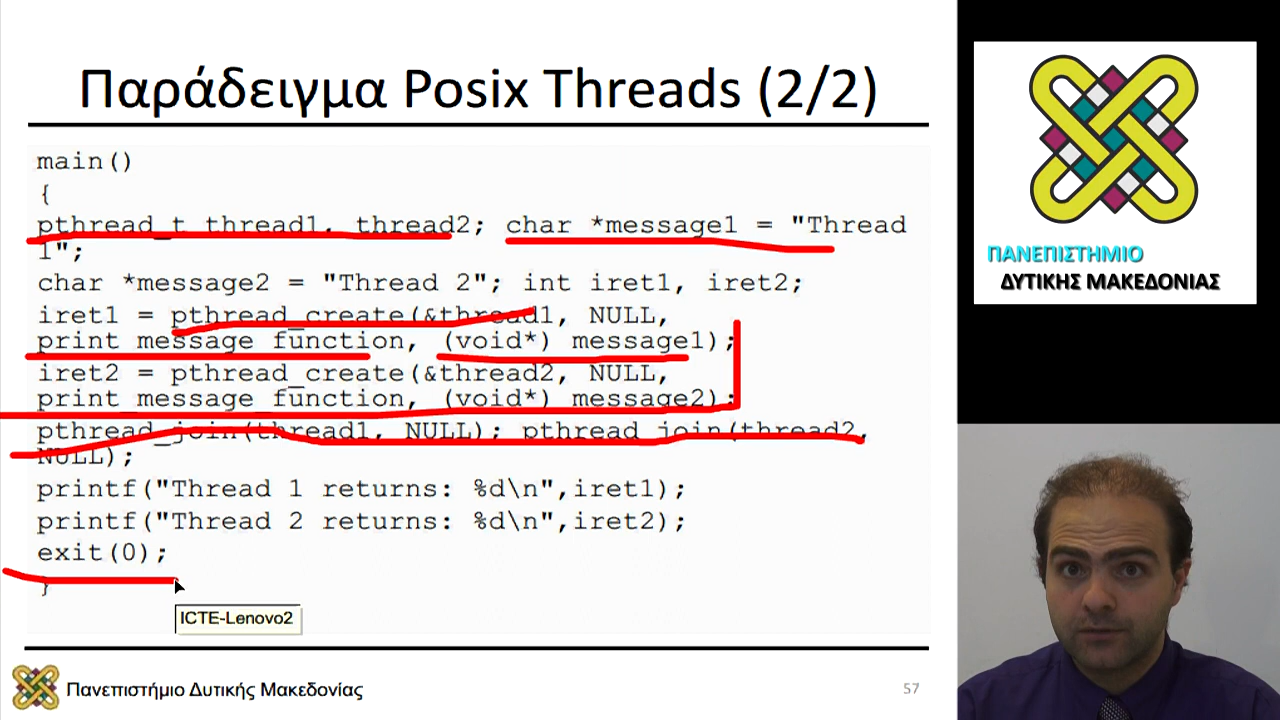 Παράδειγμα Posix Threads (2/2)
main()
{
pthread_t thread1, thread2; char *message1 = "Thread
1";
char *message2 = "Thread 2"; int iret1, iret2;
iret1 = pthread_create(&thread1, NULL,
print_message_function, (void*) message1);
iret2 = pthread_create(&thread2, NULL,
print_message_function, (void*) message2);
pthread_join(thread1, NULL); pthread_join(thread2,
NULL);
printf("Thread 1 returns: %d\n",iret1);
printf("Thread 2 returns: %d\n",iret2);
exit(0);
}
ICTE-Lenovo2
Πανεπιστήμιο Δυτικής Μακεδονίας
57
ΠΑΝΕΠΙΣΤΗΜΙΟ
ΔΥΤΙΚΗΣ ΜΑΚΕΔΟΝΙΑΣ